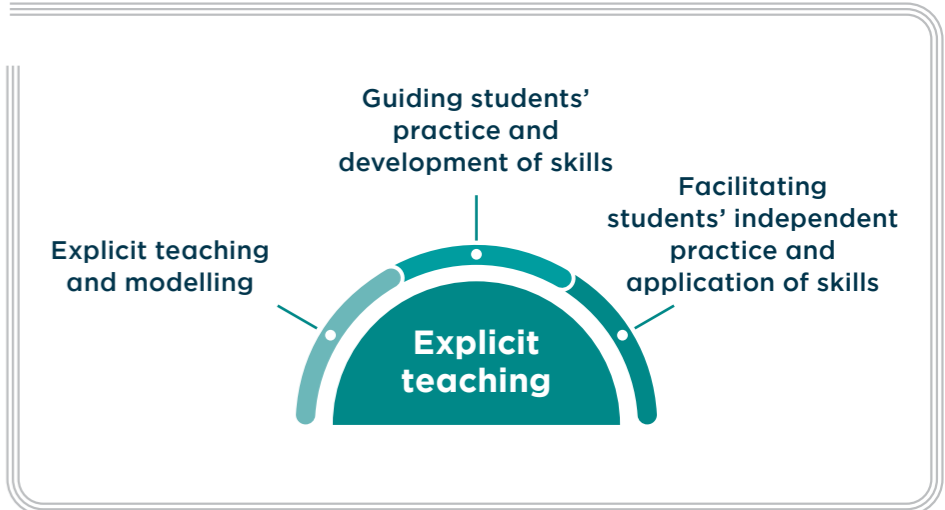 Explicit teaching
and modelling
Guiding students’
practice and
development of skills
Facilitating
students’ independent
practice and
application of skills
Explicit
teaching